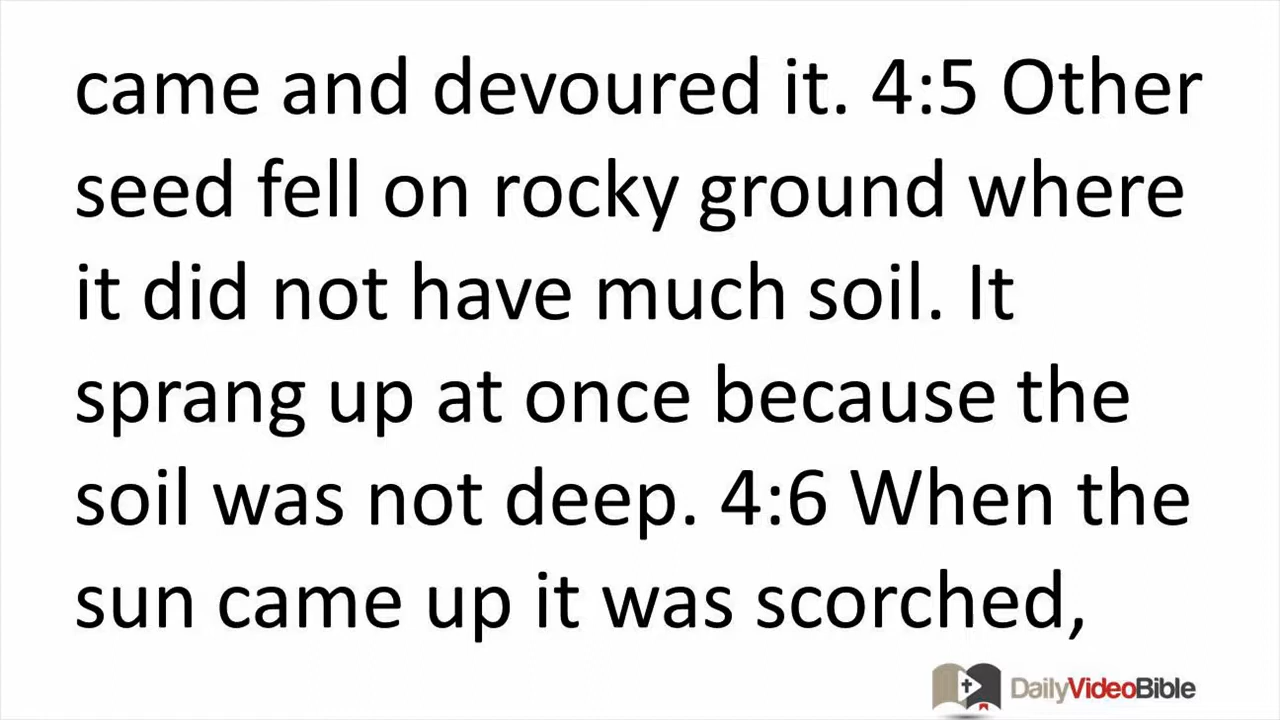 came and devoured it. 4:5 Other
seed fell on rocky ground where
it did not have much soil. It
sprang up at once because the
soil was not deep. 4:6 When the
sun came up it was scorched,
DailyVideoBible